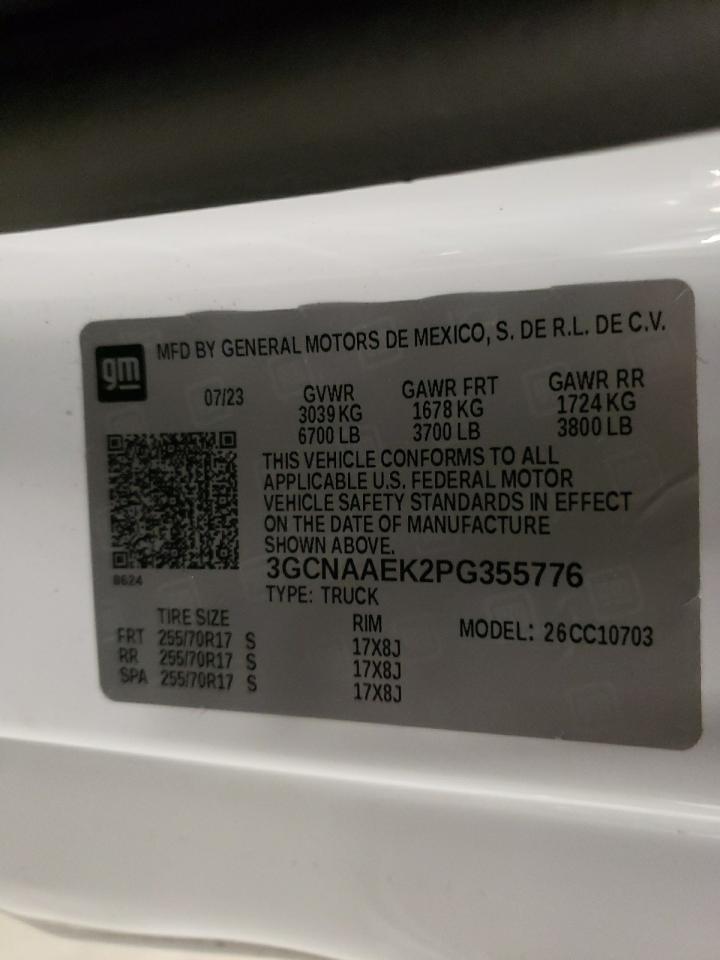 gm
MFD BY GENERAL MOTORS DE MEXICO, S. DE R.L. DE C.V.
07/23 GVWR GAWR FRT GAWR RR
3039 KG 1678 KG 1724 KG
6700 LB 3700 LB 3800 LB
THIS VEHICLE CONFORMS TO ALL
APPLICABLE U.S. FEDERAL MOTOR
VEHICLE SAFETY STANDARDS IN EFFECT
ON THE DATE OF MANUFACTURE
SHOWN ABOVE.
8624
3GCNAAEK2PG355776
TYPE: TRUCK
TIRE SIZE RIM MODEL: 26CC10703
FRT 255/70R17 S 17X8J
RR 255/70R17 S 17X8J
SPA 255/70R17 S 17X8J